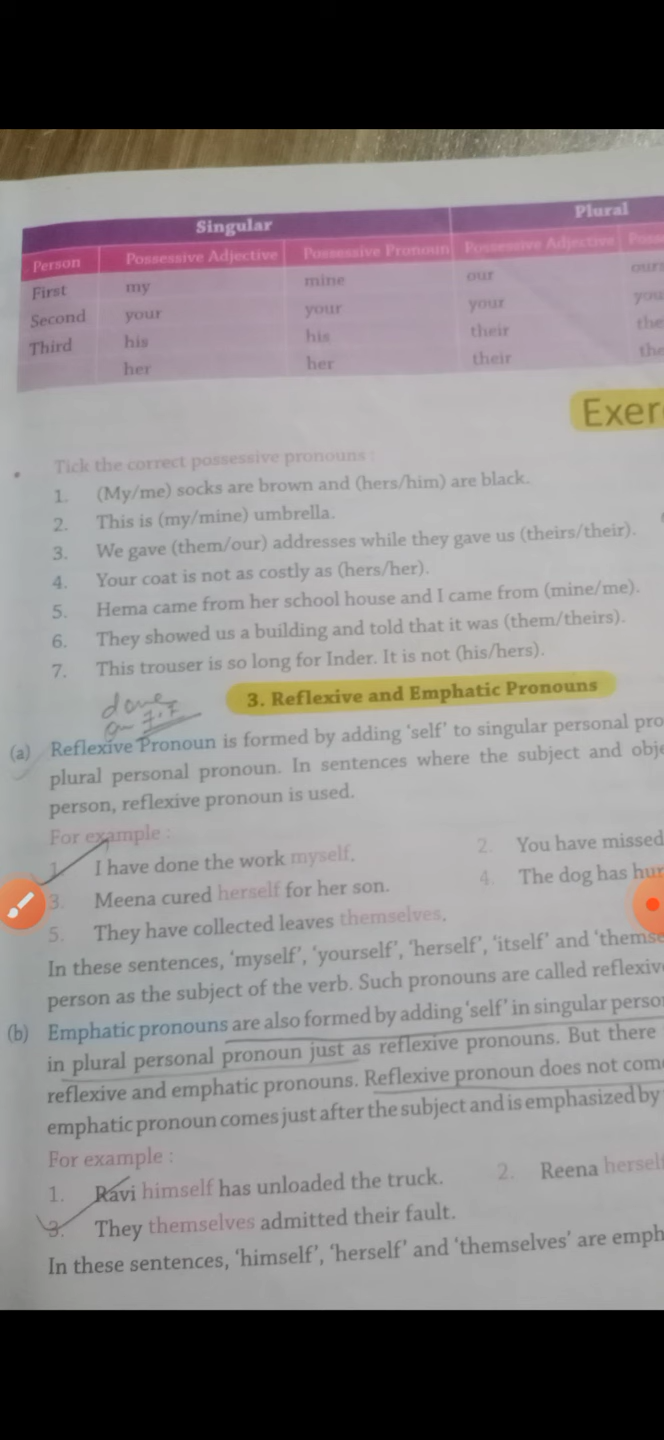 Singular Plural
Person Possessive Adjective Possessive Pronoun Possessive Adjective
First my mine our ours
Second your your your
Third his his their
her her their
Exer
Tick the correct possessive pronouns :
1. (My/me) socks are brown and (hers/him) are black.
2. This is (my/mine) umbrella.
3. We gave (them/our) addresses while they gave us (theirs/their).
4. Your coat is not as costly as (hers/her).
5. Hema came from her school house and I came from (mine/me).
6. They showed us a building and told that it was (them/theirs).
7. This trouser is so long for Inder. It is not (his/hers).
done
on 7.7
3. Reflexive and Emphatic Pronouns
(a) Reflexive Pronoun is formed by adding 'self' to singular personal pro
plural personal pronoun. In sentences where the subject and obje
person, reflexive pronoun is used.
For example :
1. I have done the work myself. 2. You have missed
3. Meena cured herself for her son. 4. The dog has hur
5. They have collected leaves themselves.
In these sentences, 'myself', 'yourself', 'herself', 'itself' and 'themse
person as the subject of the verb. Such pronouns are called reflexiv
(b) Emphatic pronouns are also formed by adding 'self' in singular perso
in plural personal pronoun just as reflexive pronouns. But there
reflexive and emphatic pronouns. Reflexive pronoun does not com
emphatic pronoun comes just after the subject and is emphasized by
For example :
1. Ravi himself has unloaded the truck. 2. Reena herself
3. They themselves admitted their fault.
In these sentences, 'himself', 'herself' and 'themselves' are emph